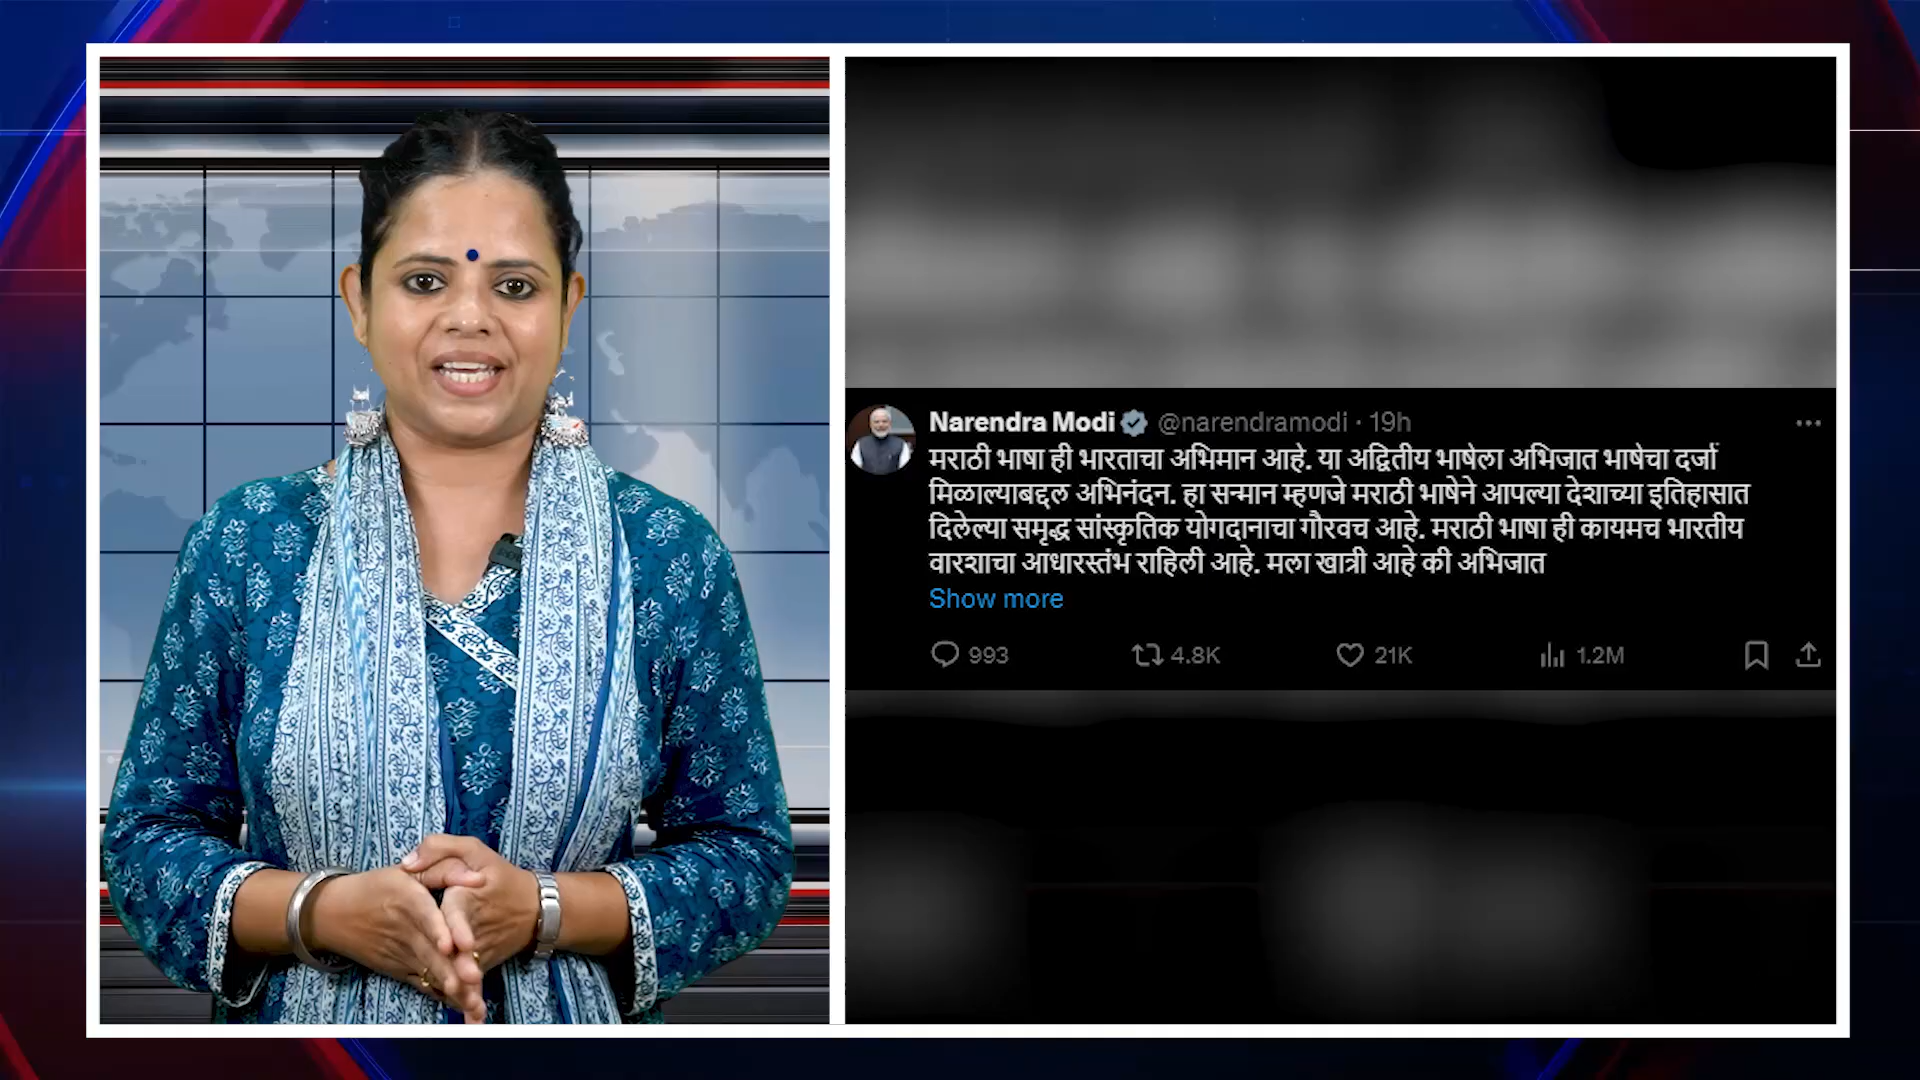 Narendra Modi @narendramodi · 19h
मराठी भाषा ही भारताचा अभिमान आहे. या अद्वितीय भाषेला अभिजात भाषेचा दर्जा
मिळाल्याबद्दल अभिनंदन. हा सन्मान म्हणजे मराठी भाषेने आपल्या देशाच्या इतिहासात
दिलेल्या समृद्ध सांस्कृतिक योगदानाचा गौरवच आहे. मराठी भाषा ही कायमच भारतीय
वारशाचा आधारस्तंभ राहिली आहे. मला खात्री आहे की अभिजात
Show more
993 4.8K 21K 1.2M